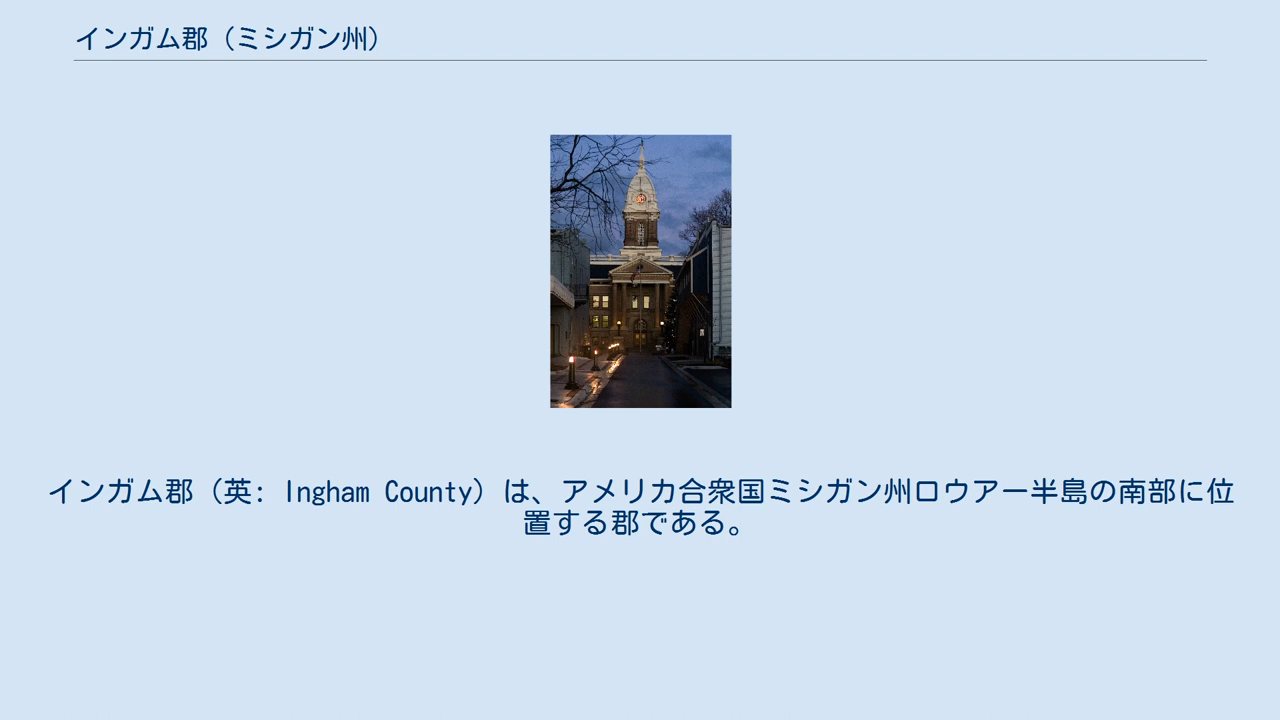 インガム郡（ミシガン州）
インガム郡（英: Ingham County）は、アメリカ合衆国ミシガン州ロウアー半島の南部に位
置する郡である。